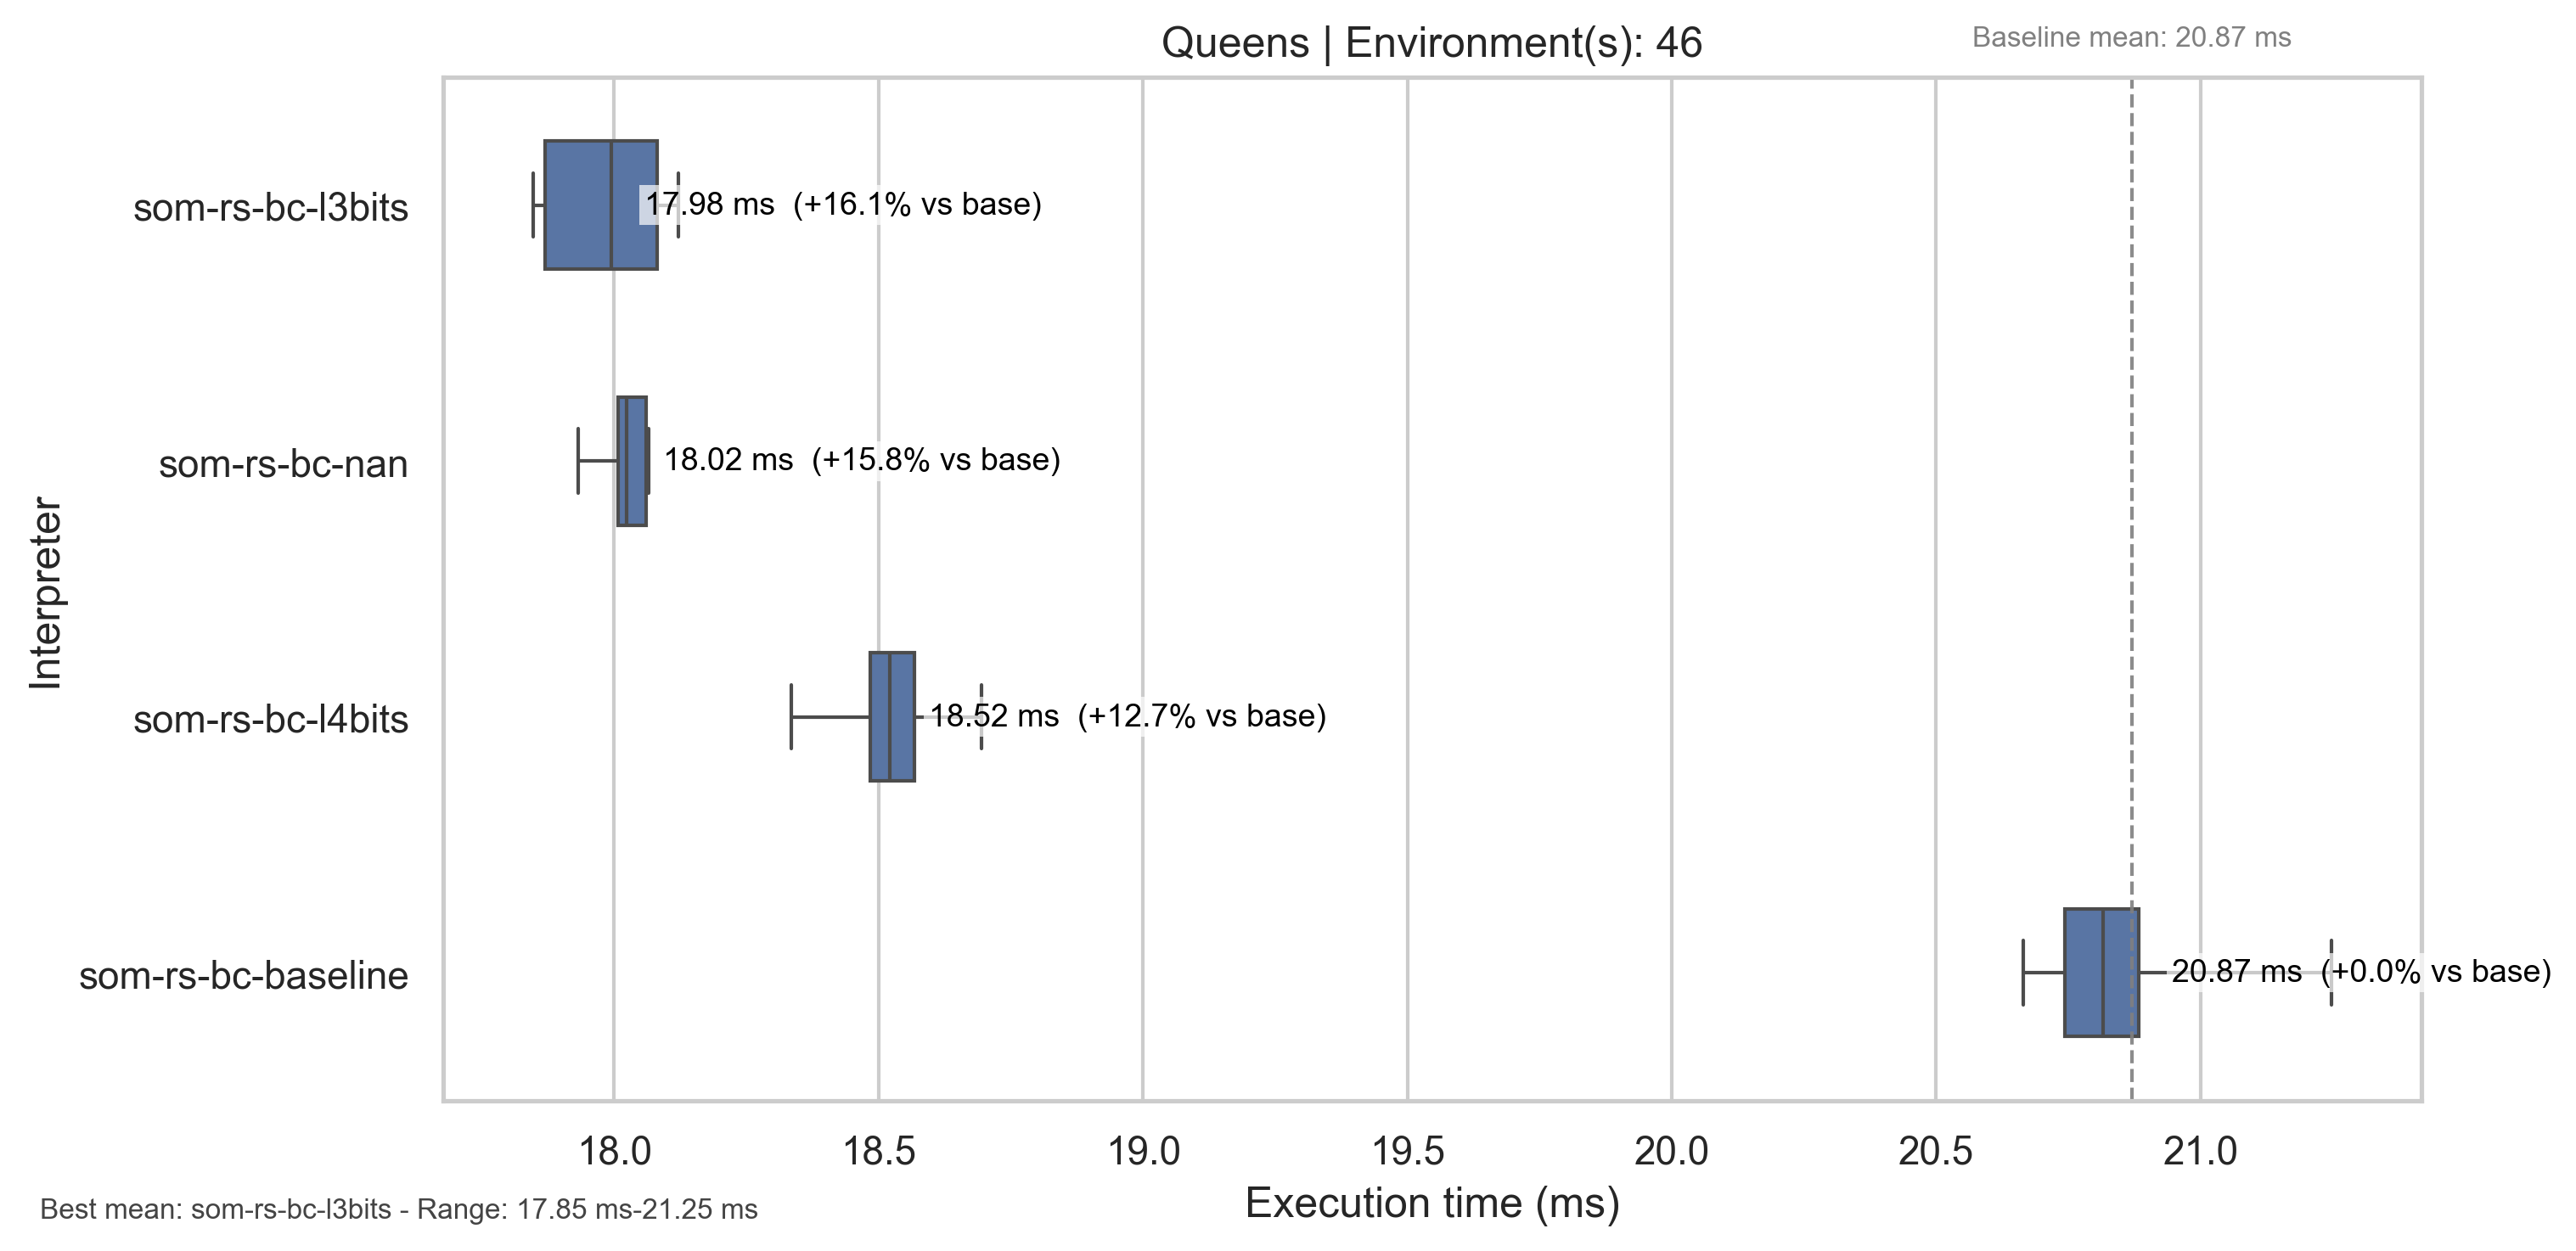 Queens | Environment(s): 46
Baseline mean: 20.87 ms
Interpreter
som-rs-bc-l3bits
17.98 ms  (+16.1% vs base)
som-rs-bc-nan
18.02 ms  (+15.8% vs base)
som-rs-bc-l4bits
18.52 ms  (+12.7% vs base)
som-rs-bc-baseline
20.87 ms  (+0.0% vs base)
18.0 18.5 19.0 19.5 20.0 20.5 21.0
Execution time (ms)
Best mean: som-rs-bc-l3bits - Range: 17.85 ms-21.25 ms